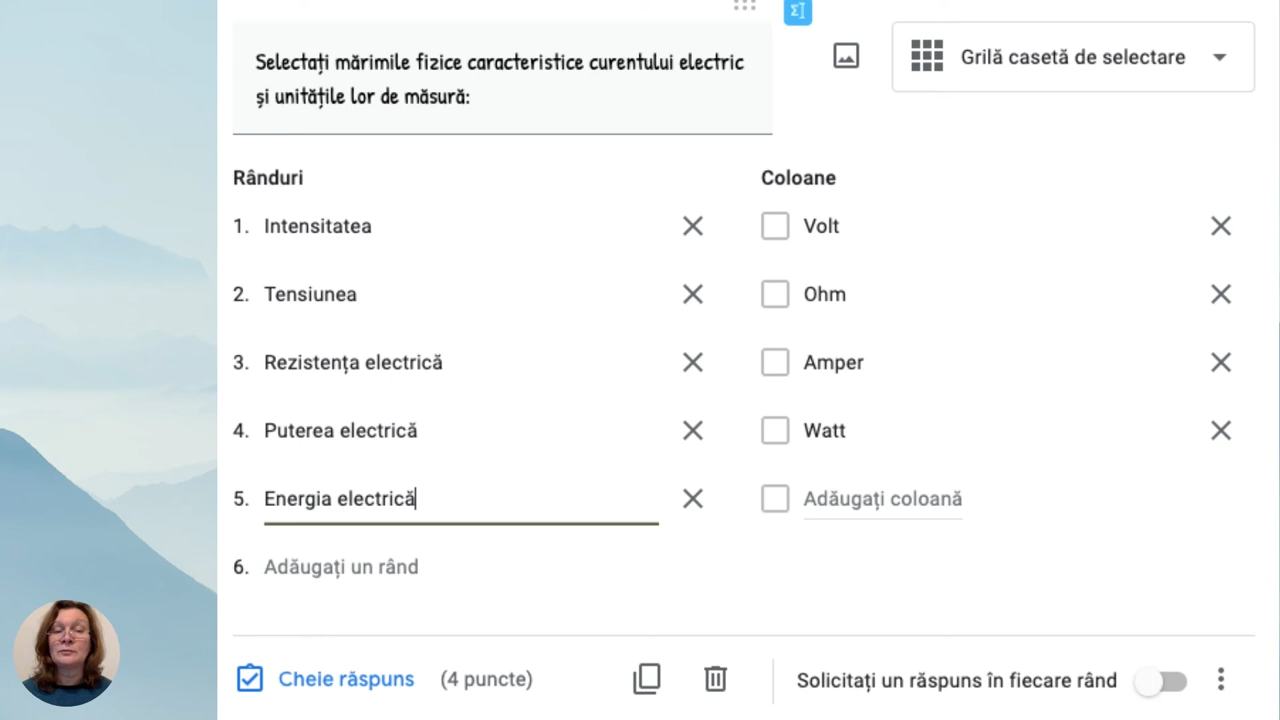 Selectați mărimile fizice caracteristice curentului electric
și unitățile lor de măsură:
Grilă casetă de selectare
Rânduri
Coloane
1. Intensitatea
Volt
2. Tensiunea
Ohm
3. Rezistența electrică
Amper
4. Puterea electrică
Watt
5. Energia electrică
Adăugați coloană
6. Adăugați un rând
Cheie răspuns (4 puncte)
Solicitați un răspuns în fiecare rând